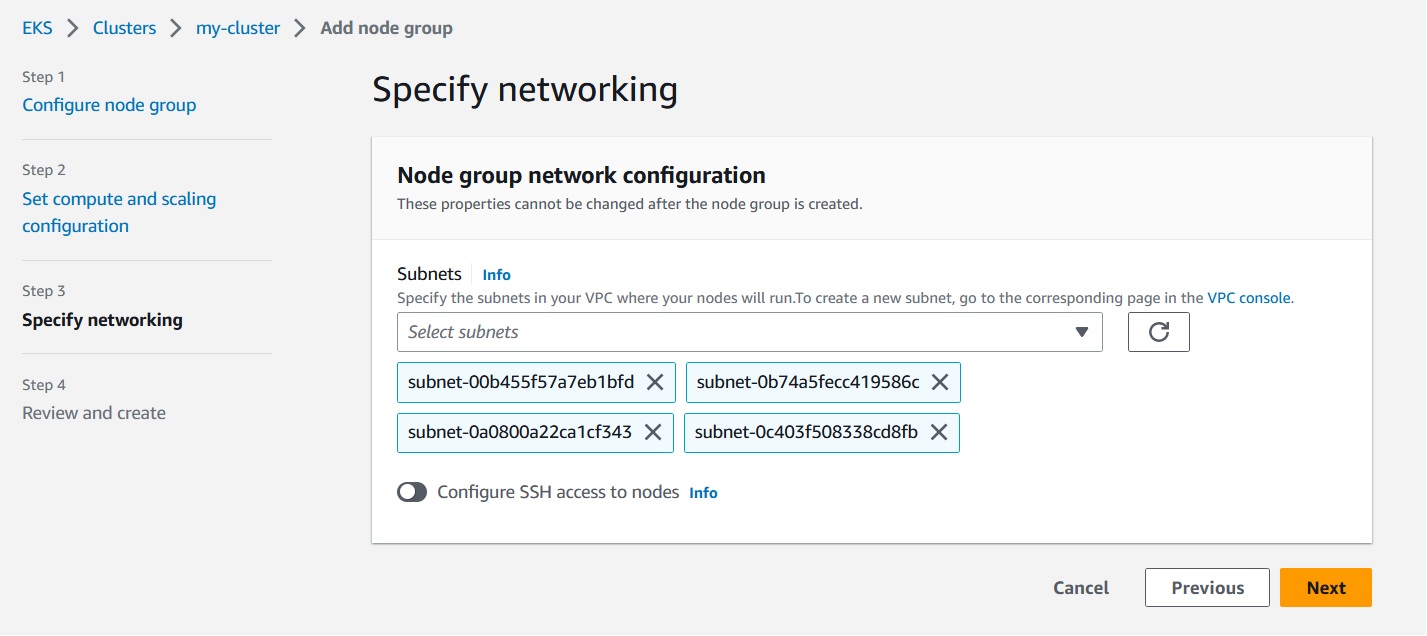 EKS > Clusters > my-cluster > Add node group
Step 1
Configure node group
Step 2
Set compute and scaling
configuration
Step 3
Specify networking
Step 4
Review and create
Specify networking
Node group network configuration
These properties cannot be changed after the node group is created.
Subnets Info
Specify the subnets in your VPC where your nodes will run.To create a new subnet, go to the corresponding page in the VPC console.
Select subnets
subnet-00b455f57a7eb1bfd subnet-0b74a5fecc419586c
subnet-0a0800a22ca1cf343 subnet-0c403f508338cd8fb
Configure SSH access to nodes Info
Cancel Previous Next